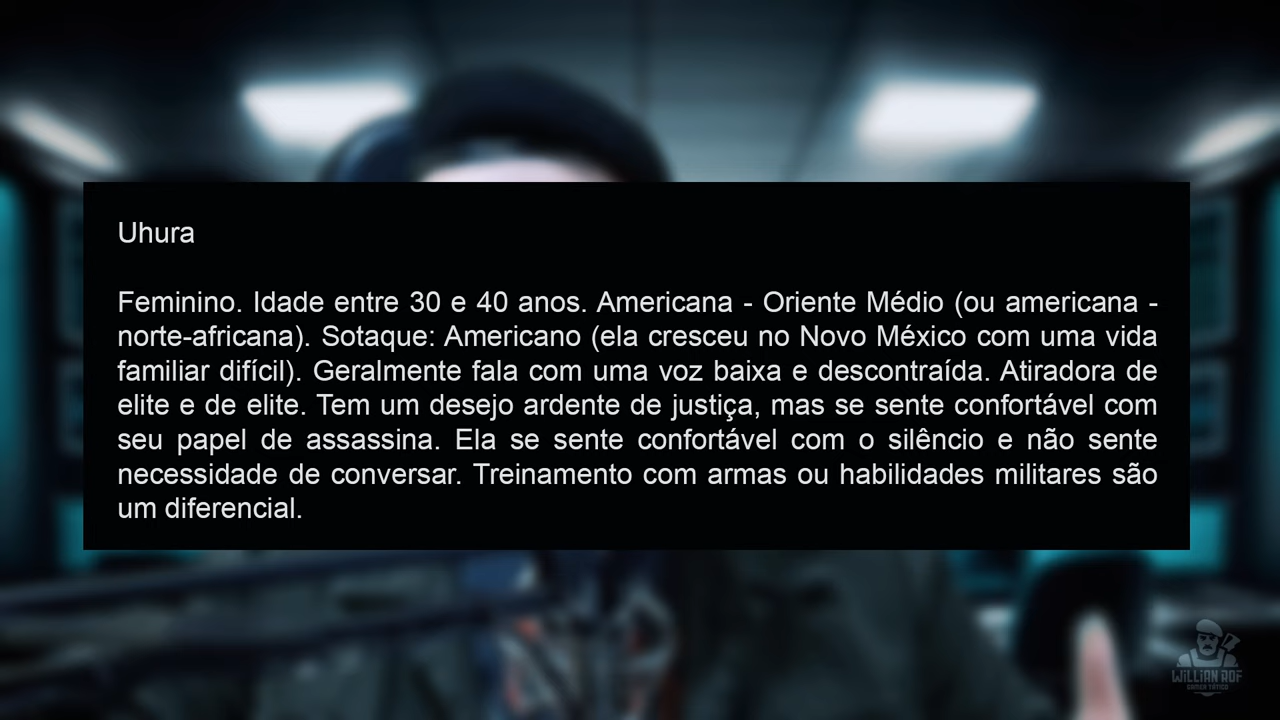 Uhura
Feminino. Idade entre 30 e 40 anos. Americana - Oriente Médio (ou americana -
norte-africana). Sotaque: Americano (ela cresceu no Novo México com uma vida
familiar difícil). Geralmente fala com uma voz baixa e descontraída. Atiradora de
elite e de elite. Tem um desejo ardente de justiça, mas se sente confortável com
seu papel de assassina. Ela se sente confortável com o silêncio e não sente
necessidade de conversar. Treinamento com armas ou habilidades militares são
um diferencial.
WILLIAN ROF
GAMER TÁTICO